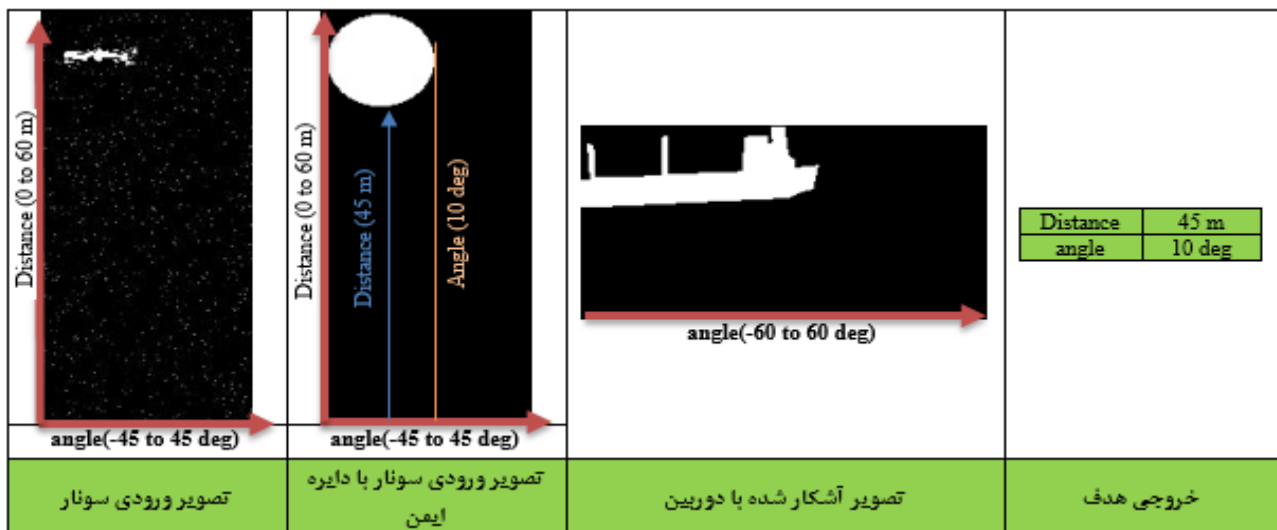 Distance (0 to 60 m)
angle(-45 to 45 deg)
Distance (0 to 60 m)
Distance (45 m)
Angle (10 deg)
angle(-45 to 45 deg)
angle(-60 to 60 deg)
Distance 45 m
angle 10 deg
تصویر ورودی سونار
تصویر ورودی سونار با دایره
ایمن
تصویر آشکار شده با دوربین
خروجی هدف